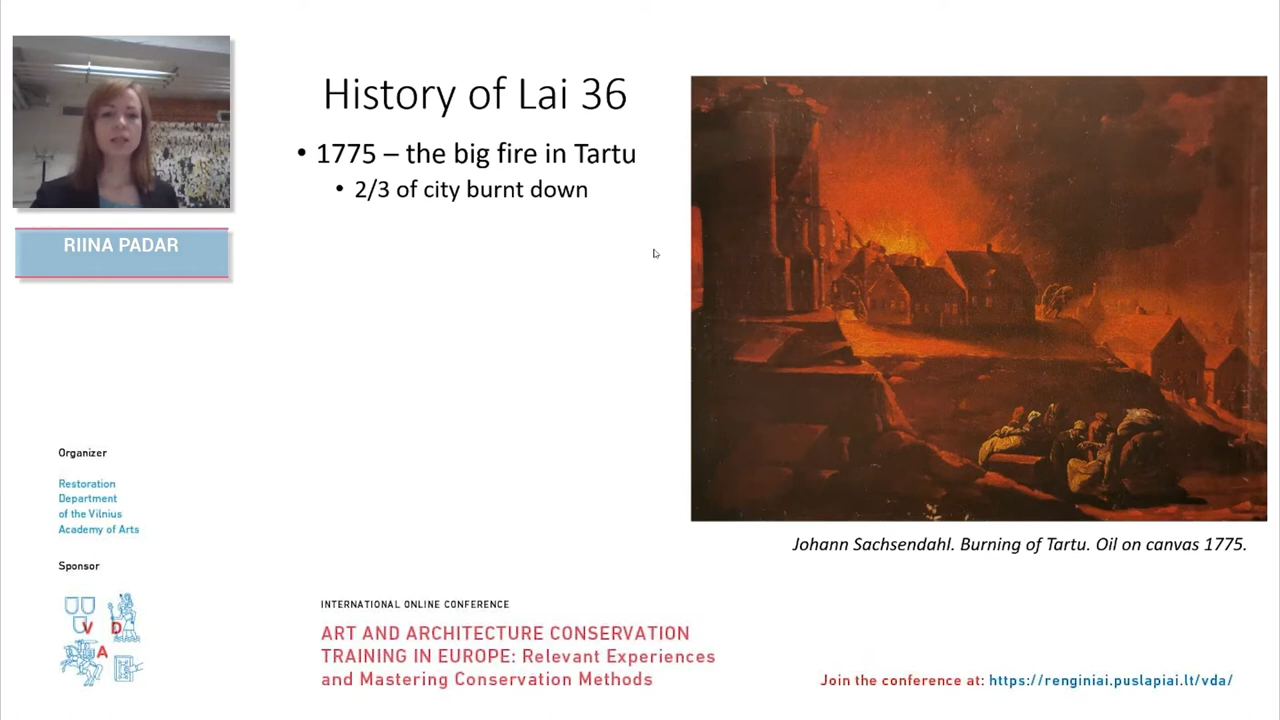 History of Lai 36
• 1775 – the big fire in Tartu
• 2/3 of city burnt down
RIINA PADAR
Johann Sachsendahl. Burning of Tartu. Oil on canvas 1775.
Organizer
Restoration
Department
of the Vilnius
Academy of Arts
Sponsor
V D
A
INTERNATIONAL ONLINE CONFERENCE
ART AND ARCHITECTURE CONSERVATION
TRAINING IN EUROPE: Relevant Experiences
and Mastering Conservation Methods
Join the conference at: https://renginiai.puslapiai.lt/vda/